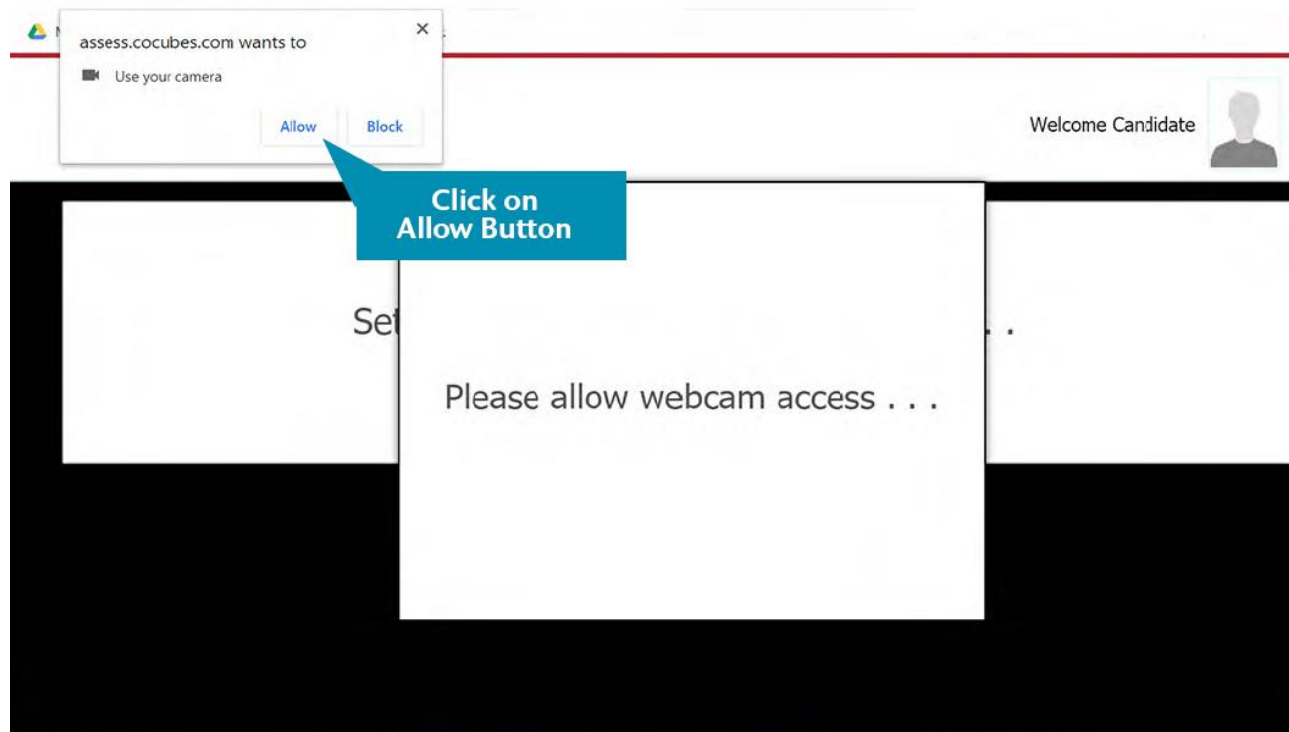 assess.cocubes.com wants to
Use your camera
Allow
Block
Welcome Candidate
Click on
Allow Button
Please allow webcam access . . .